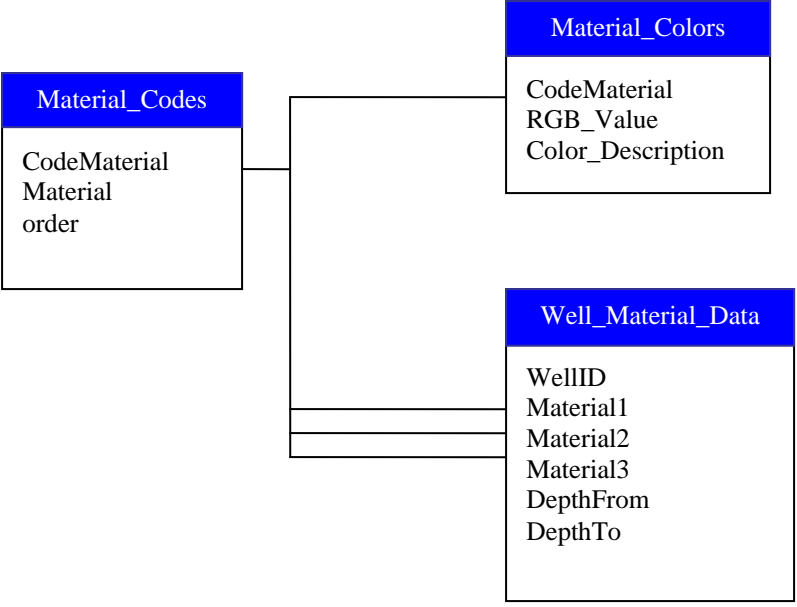 Material_Codes
CodeMaterial
Material
order
Material_Colors
CodeMaterial
RGB_Value
Color_Description
Well_Material_Data
WellID
Material1
Material2
Material3
DepthFrom
DepthTo